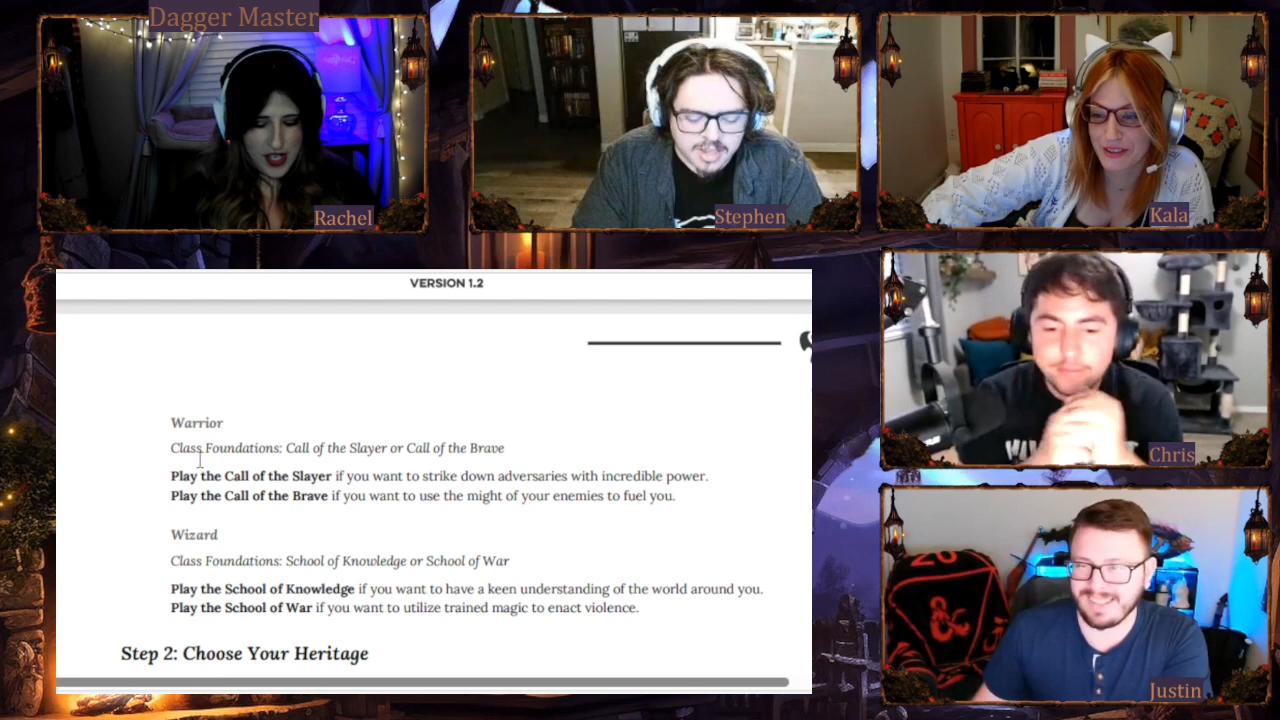 Dagger Master
Rachel
Stephen
Kala
VERSION 1.2
Warrior
Class Foundations: Call of the Slayer or Call of the Brave
Play the Call of the Slayer if you want to strike down adversaries with incredible power.
Play the Call of the Brave if you want to use the might of your enemies to fuel you.
Wizard
Class Foundations: School of Knowledge or School of War
Play the School of Knowledge if you want to have a keen understanding of the world around you.
Play the School of War if you want to utilize trained magic to enact violence.
Step 2: Choose Your Heritage
Chris
20
Justin